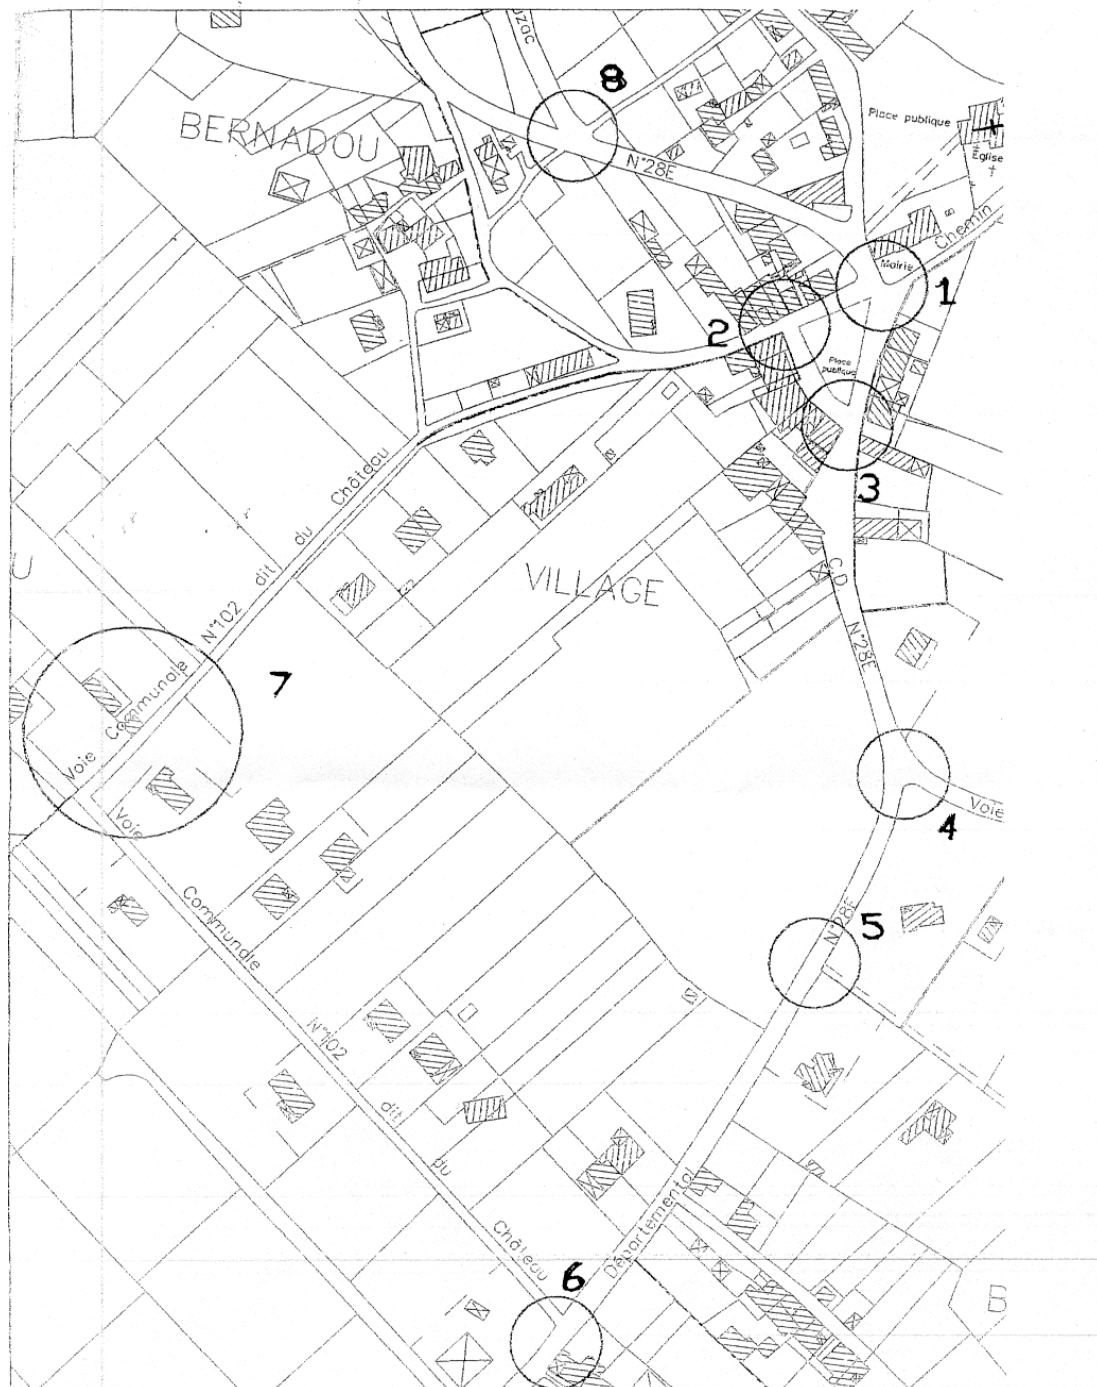 8
Place publique
BERNADOU
Eglise
N°28E
Chemin
Mairie
1
2
Place
publique
3
Château
du
dit
N°102
Communale
Voie
VILLAGE
C.D.
N°28E
7
Voie
4
Voie
Communale
N°102
dit
du
Château
N°28E
5
Départemental
6
B